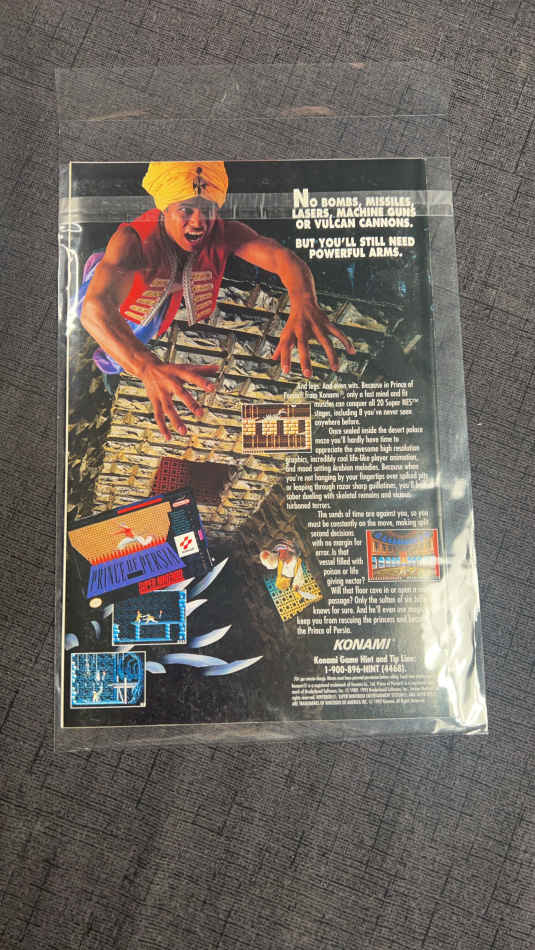 NO BOMBS, MISSILES,
LASERS, MACHINE GUNS
OR VULCAN CANNONS.
BUT YOU'LL STILL NEED
POWERFUL ARMS.
And legs. And even wits. Because in Prince of
Persia® from Konami®, only a fast mind and fit
muscles can conquer all 20 Super NES™
stages, including 8 you've never seen
anywhere before.
Once sealed inside the desert palace
maze you'll hardly have time to
appreciate the awesome high resolution
graphics, incredibly cool life-like player animation,
and mood setting Arabian melodies. Because when
you're not hanging by your fingertips over spiked pits
or leaping through razor sharp guillotines, you'll be
saber dueling with skeletal remains and vicious
turbaned terrors.
The sands of time are against you, so you
must be constantly on the move, making split
second decisions
with no margin for
error. Is that
vessel filled with
poison or life
giving nectar?
Will that floor cave in or open a
passage? Only the sultan of sin
knows for sure. And he'll even use
keep you from rescuing the princess and
the Prince of Persia.
PRINCE OF PERSIA
SUPER NINTENDO
KONAMI
KONAMI®
Konami Game Hint and Tip Line:
1-900-896-HINT (4468).